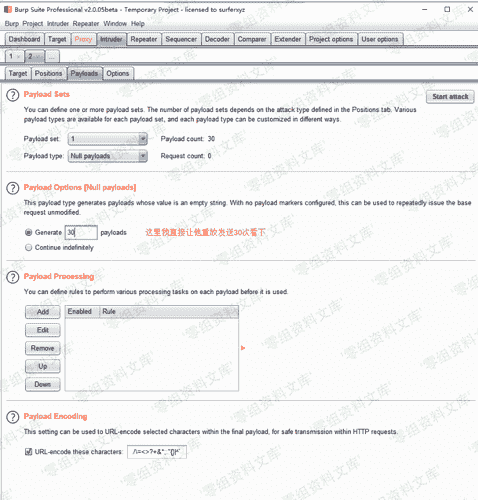 Burp Suite Professional v2.0.05beta - Temporary Project - licensed to surferxyz
Burp Project Intruder Repeater Window Help
Dashboard Target Proxy Intruder Repeater Sequencer Decoder Comparer Extender Project options User options
1 × 2 × ...
Target Positions Payloads Options
? Payload Sets
Start attack
You can define one or more payload sets. The number of payload sets depends on the attack type defined in the Positions tab. Various
payload types are available for each payload set, and each payload type can be customized in different ways.
Payload set: 1 Payload count: 30
Payload type: Null payloads Request count: 0
? Payload Options [Null payloads]
This payload type generates payloads whose value is an empty string. With no payload markers configured, this can be used to repeatedly issue the base
request unmodified.
Generate 30 payloads 这里我直接让他重放发送30次看下
Continue indefinitely
? Payload Processing
You can define rules to perform various processing tasks on each payload before it is used.
Add Enabled Rule
Edit
Remove
Up
Down
? Payload Encoding
This setting can be used to URL-encode selected characters within the final payload, for safe transmission within HTTP requests.
URL-encode these characters:
零组资料文库